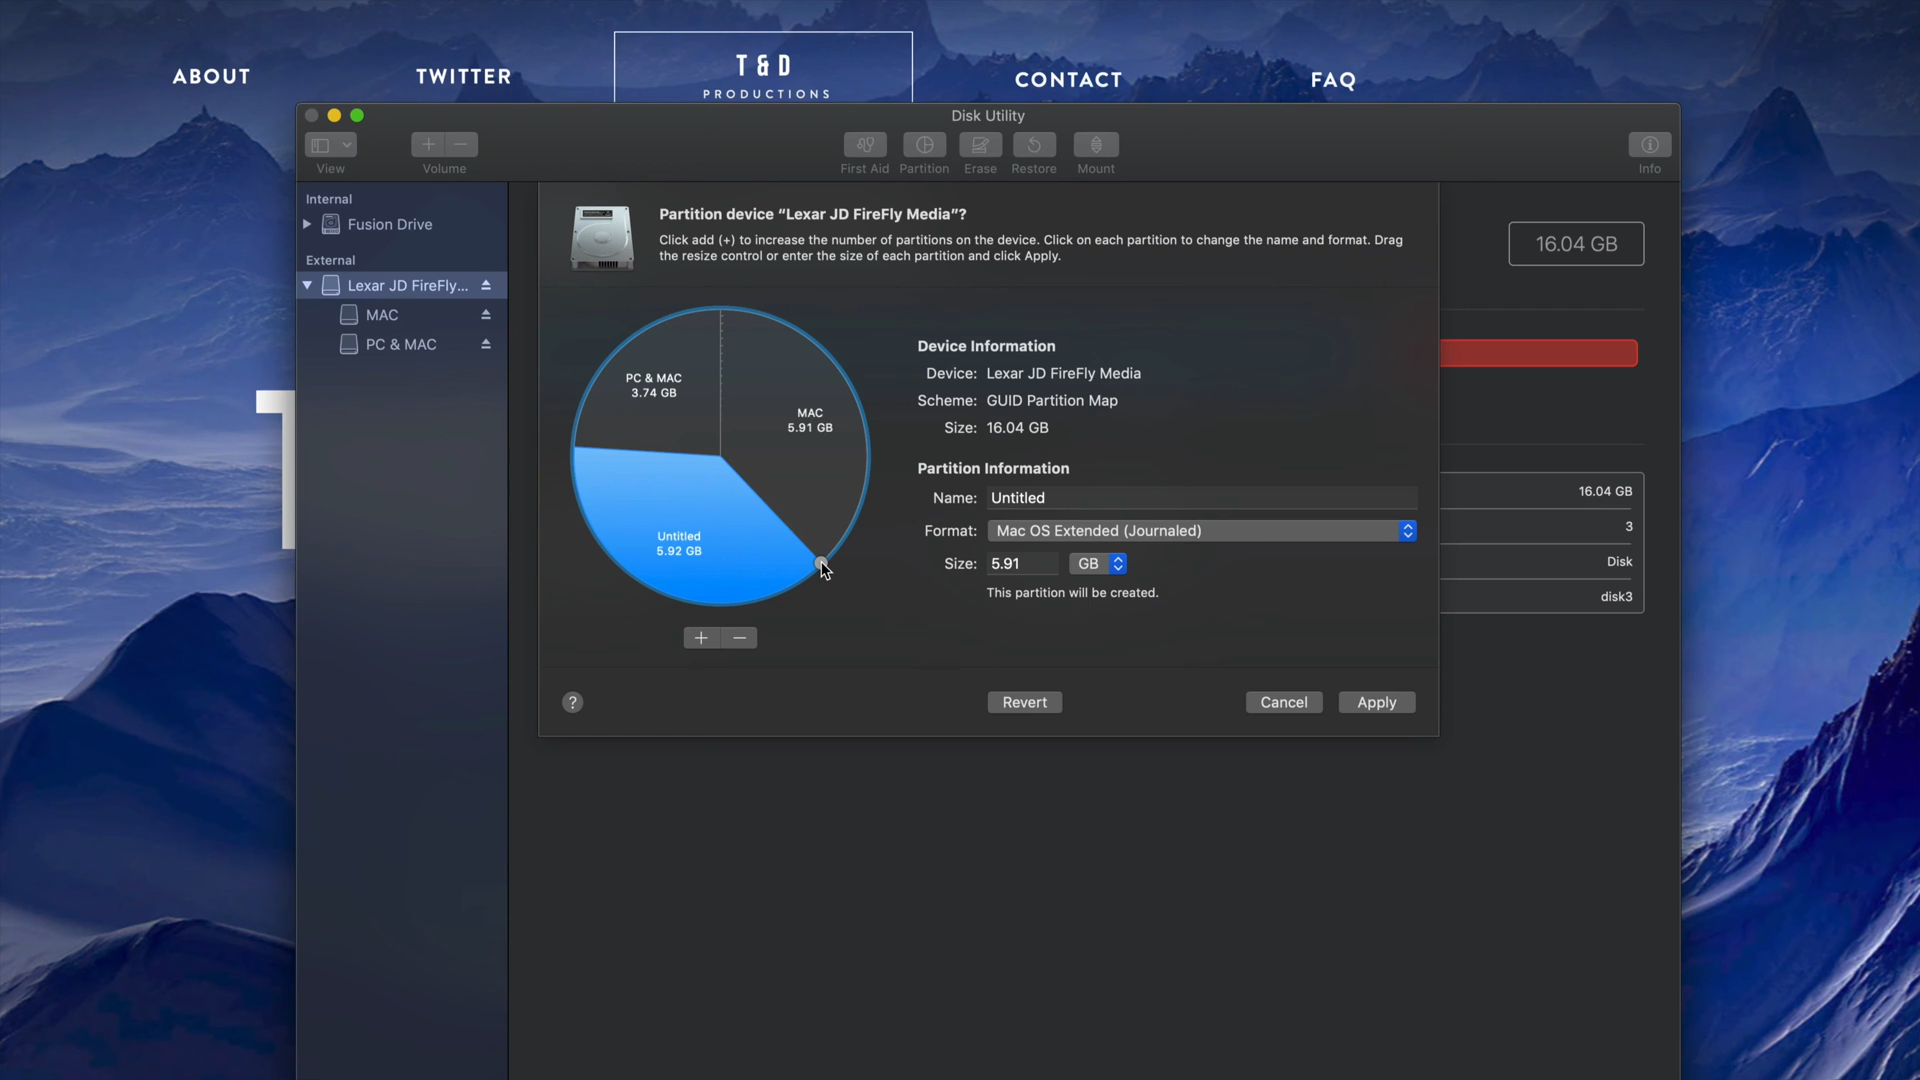 ABOUT
TWITTER
T & D
PRODUCTIONS
CONTACT
FAQ
Disk Utility
View
Volume
First Aid
Partition
Erase
Restore
Mount
Info
Internal
Fusion Drive
External
Lexar JD FireFly...
MAC
PC & MAC
Partition device “Lexar JD FireFly Media”?
Click add (+) to increase the number of partitions on the device. Click on each partition to change the name and format. Drag
the resize control or enter the size of each partition and click Apply.
16.04 GB
PC & MAC
3.74 GB
MAC
5.91 GB
Untitled
5.92 GB
Device Information
Device: Lexar JD FireFly Media
Scheme: GUID Partition Map
Size: 16.04 GB
Partition Information
Name: Untitled
Format: Mac OS Extended (Journaled)
Size: 5.91 GB
This partition will be created.
16.04 GB
3
Disk
disk3
T
+ −
?
Revert
Cancel
Apply